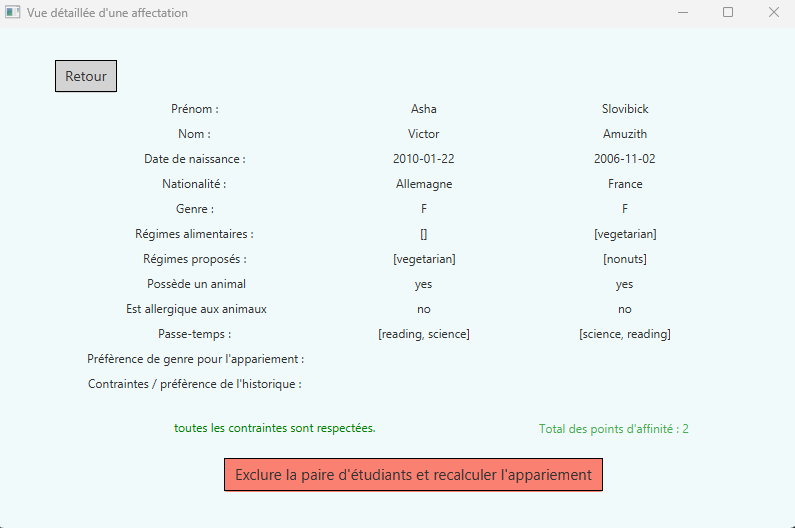 Vue détaillée d'une affectation
Retour
Prénom : Asha Slovibick
Nom : Victor Amuzith
Date de naissance : 2010-01-22 2006-11-02
Nationalité : Allemagne France
Genre : F F
Régimes alimentaires : [] [vegetarian]
Régimes proposés : [vegetarian] [nonuts]
Possède un animal yes yes
Est allergique aux animaux no no
Passe-temps : [reading, science] [science, reading]
Préfèrence de genre pour l'appariement :
Contraintes / préfèrence de l'historique :
toutes les contraintes sont respectées. Total des points d'affinité : 2
Exclure la paire d'étudiants et recalculer l'appariement